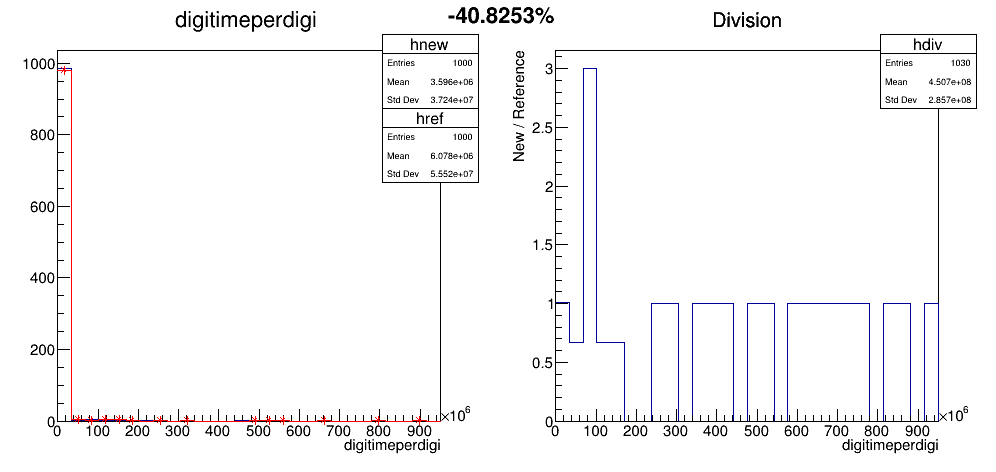 -40.8253%
digitimeperdigi
hnew
Entries 1000
Mean 3.596e+06
Std Dev 3.724e+07
href
Entries 1000
Mean 6.078e+06
Std Dev 5.552e+07
1000
800
600
400
200
0
0 100 200 300 400 500 600 700 800 900
×10⁶
digitimeperdigi
Division
hdiv
Entries 1030
Mean 4.507e+08
Std Dev 2.857e+08
New / Reference
3
2.5
2
1.5
1
0.5
0
0 100 200 300 400 500 600 700 800 900
×10⁶
digitimeperdigi